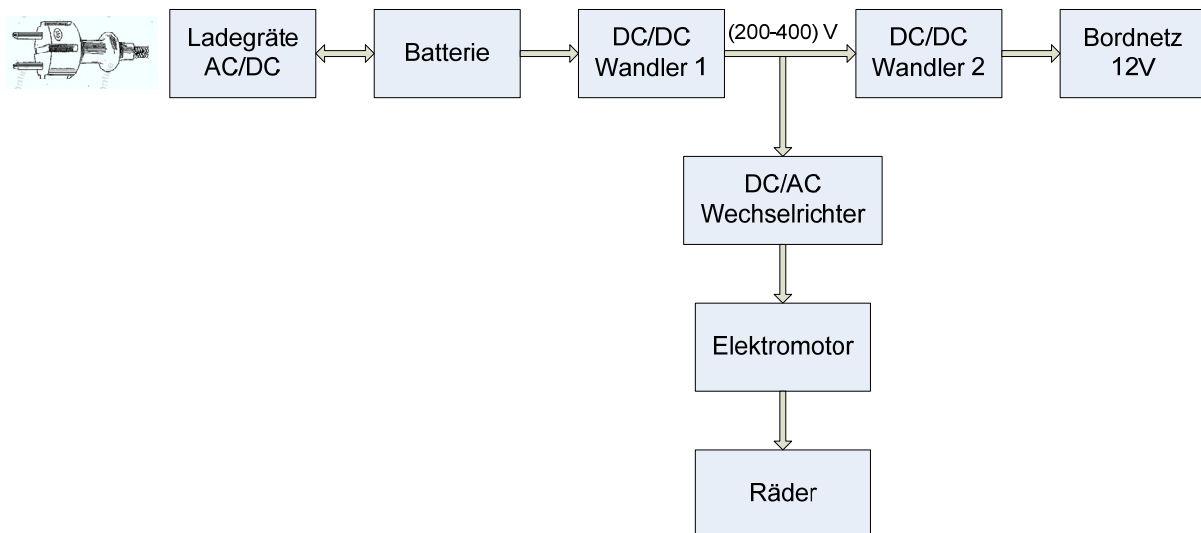 Ladegräte
AC/DC
Batterie
DC/DC
Wandler 1
(200-400) V
DC/DC
Wandler 2
Bordnetz
12V
DC/AC
Wechselrichter
Elektromotor
Räder